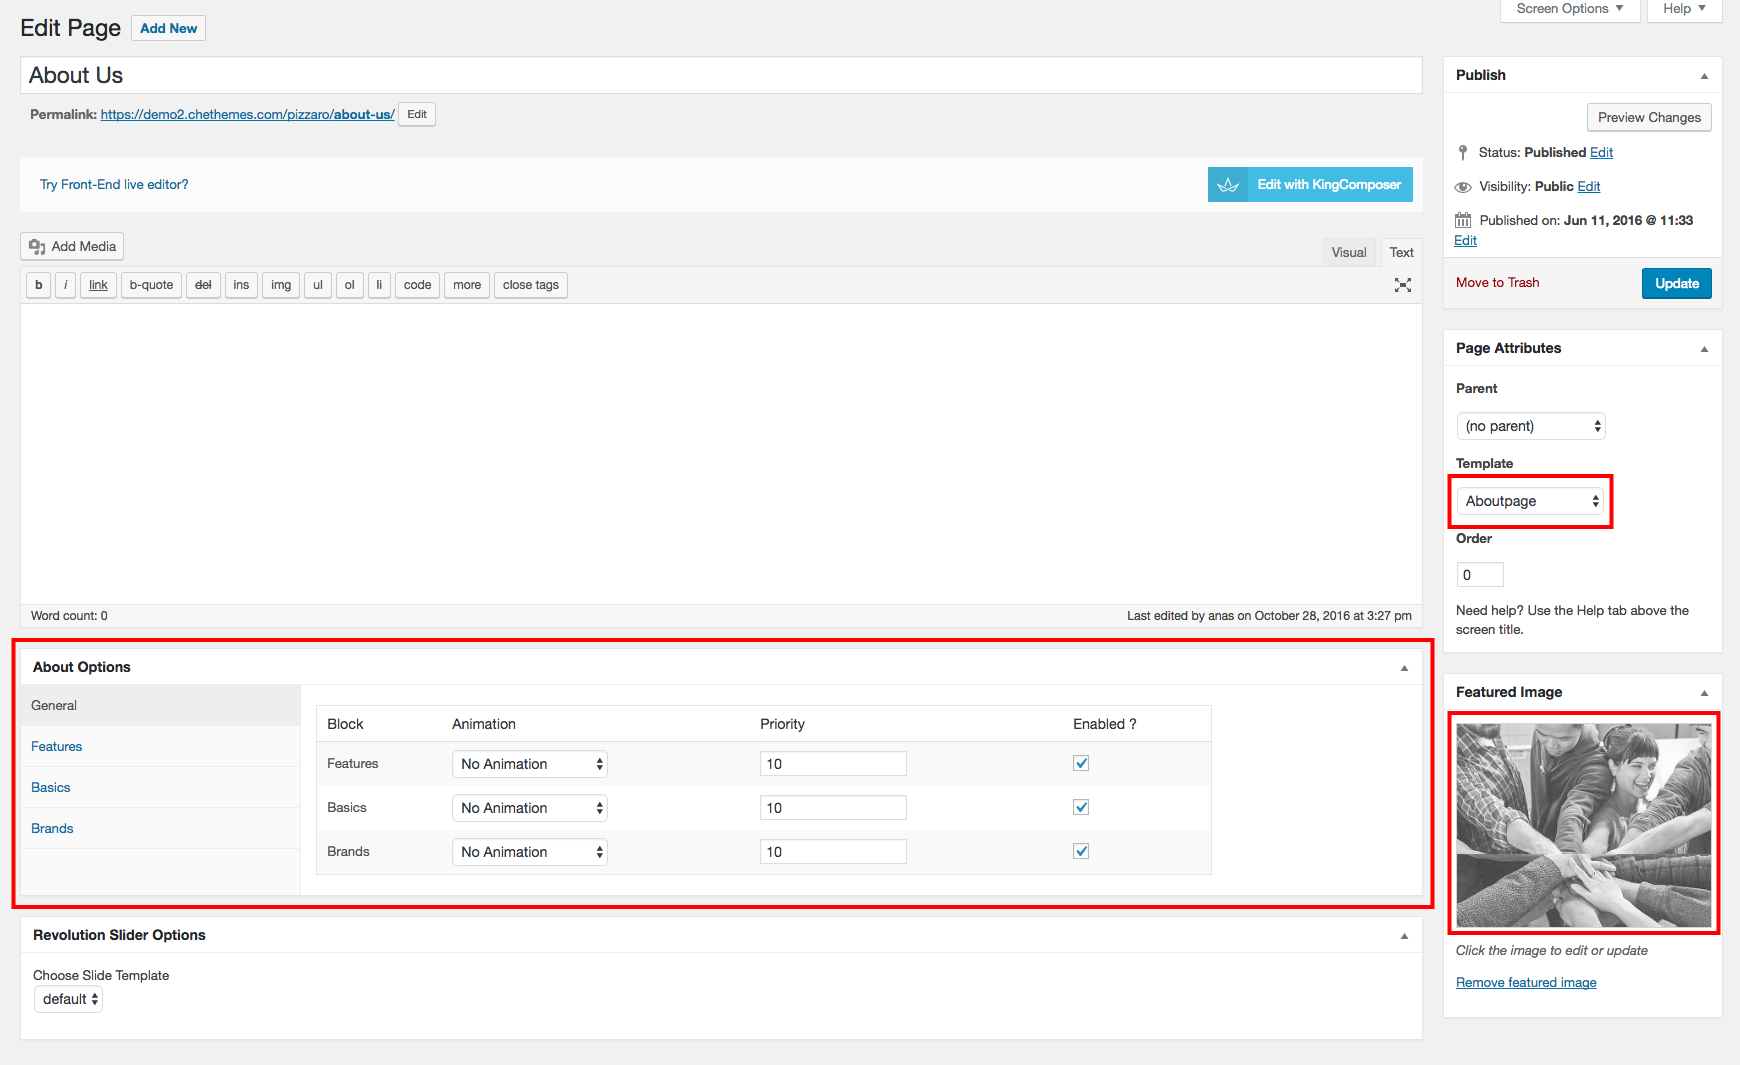 Screen Options
Help
Edit Page
Add New
About Us
Permalink: https://demo2.chethemes.com/pizzaro/about-us/
Edit
Try Front-End live editor?
Edit with KingComposer
Add Media
Visual
Text
b
i
link
b-quote
del
ins
img
ul
ol
li
code
more
close tags
Word count: 0
Last edited by anas on October 28, 2016 at 3:27 pm
About Options
General
Features
Basics
Brands
Block Animation Priority Enabled ?
Features No Animation 10
Basics No Animation 10
Brands No Animation 10
Revolution Slider Options
Choose Slide Template
default
Publish
Preview Changes
Status: Published Edit
Visibility: Public Edit
Published on: Jun 11, 2016 @ 11:33
Edit
Move to Trash
Update
Page Attributes
Parent
(no parent)
Template
Aboutpage
Order
0
Need help? Use the Help tab above the
screen title.
Featured Image
Click the image to edit or update
Remove featured image